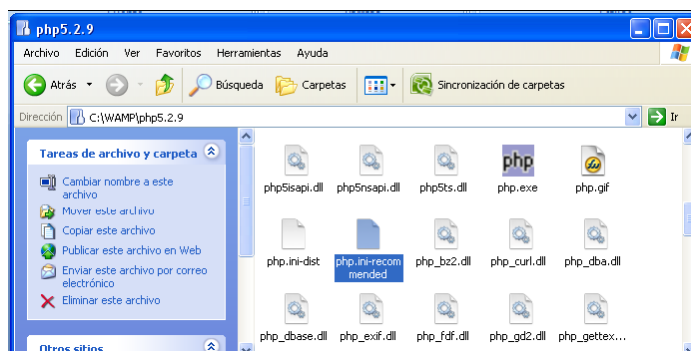 php5.2.9
Archivo Edición Ver Favoritos Herramientas Ayuda
Atrás Búsqueda Carpetas Sincronización de carpetas
Dirección C:\WAMP\php5.2.9 Ir
Tareas de archivo y carpeta
Cambiar nombre a este
archivo
Mover este archivo
Copiar este archivo
Publicar este archivo en Web
Enviar este archivo por correo
electrónico
Eliminar este archivo
Otros sitios
php5isapi.dll php5nsapi.dll php5ts.dll php.exe php.gif
php
php.ini-dist php.ini-recom php_bz2.dll php_curl.dll php_dba.dll
mended
php_dbase.dll php_exif.dll php_fdf.dll php_gd2.dll php_gettex...